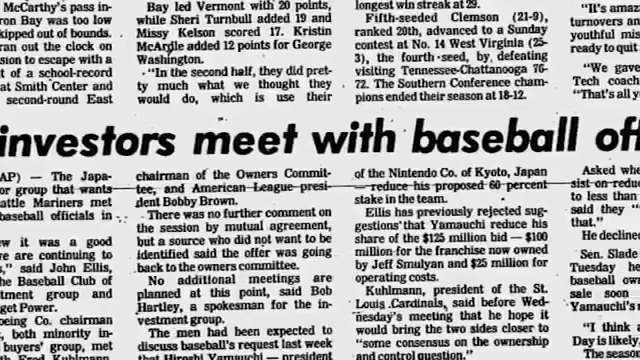 McCarthy's pass in-
on Bay was too low
kipped out of bounds.
ran out the clock on
sion to escape with a
t of a school-record
at Smith Center and
second-round East
Bay led Vermont with 20 points,
while Sheri Turnbull added 19 and
Missy Kelson scored 17. Kristin
McArdle added 12 points for George
Washington.
"In the second half, they did pret-
ty much what we thought they
would do, which is use their
longest win streak at 29.
Fifth-seeded Clemson (21-9),
ranked 20th, advanced to a Sunday
contest at No. 14 West Virginia (25-
3), the fourth seed, by, defeating
visiting Tennessee-Chattanooga 76-
72. The Southern Conference cham-
pions ended their season at 18-12.
"It's amaz
turnovers an
youthful mis
ready to quit
"We gave
Tech coach
"That's all y
investors meet with baseball of
AP) — The Japa-
or group that wants
attle Mariners met
baseball officials in
w it was a good
e are continuing to
s," said John Ellis,
he Baseball Club of
tment group and
get Power.
oeing Co. chairman
, both minority in-
buyers' group, met
th Fred Kuhlmann,
chairman of the Owners Commit-
tee, and American League presi-
dent Bobby Brown.
There was no further comment on
the session by mutual agreement,
but a source who did not want to be
identified said the offer was going
back to the owners committee.
No additional meetings are
planned at this point, said Bob
Hartley, a spokesman for the in-
vestment group.
The men had been expected to
discuss baseball's request last week
that Hiroshi Yamauchi — president
of the Nintendo Co. of Kyoto, Japan
— reduce his proposed 60 percent
stake in the team.
Ellis has previously rejected sug-
gestions that Yamauchi reduce his
share of the $125 million bid — $100
million for the franchise now owned
by Jeff Smulyan and $25 million for
operating costs.
Kuhlmann, president of the St.
Louis Cardinals, said before Wed-
nesday's meeting that he hope it
would bring the two sides closer to
"some consensus on the ownership
and control question."
Asked whe
sist on reduc
to less than
said they "
that."
He declined
Sen. Slade
Tuesday he
baseball own
sale soon
Yamauchi's r
"I think a
Day is likely
The seaso